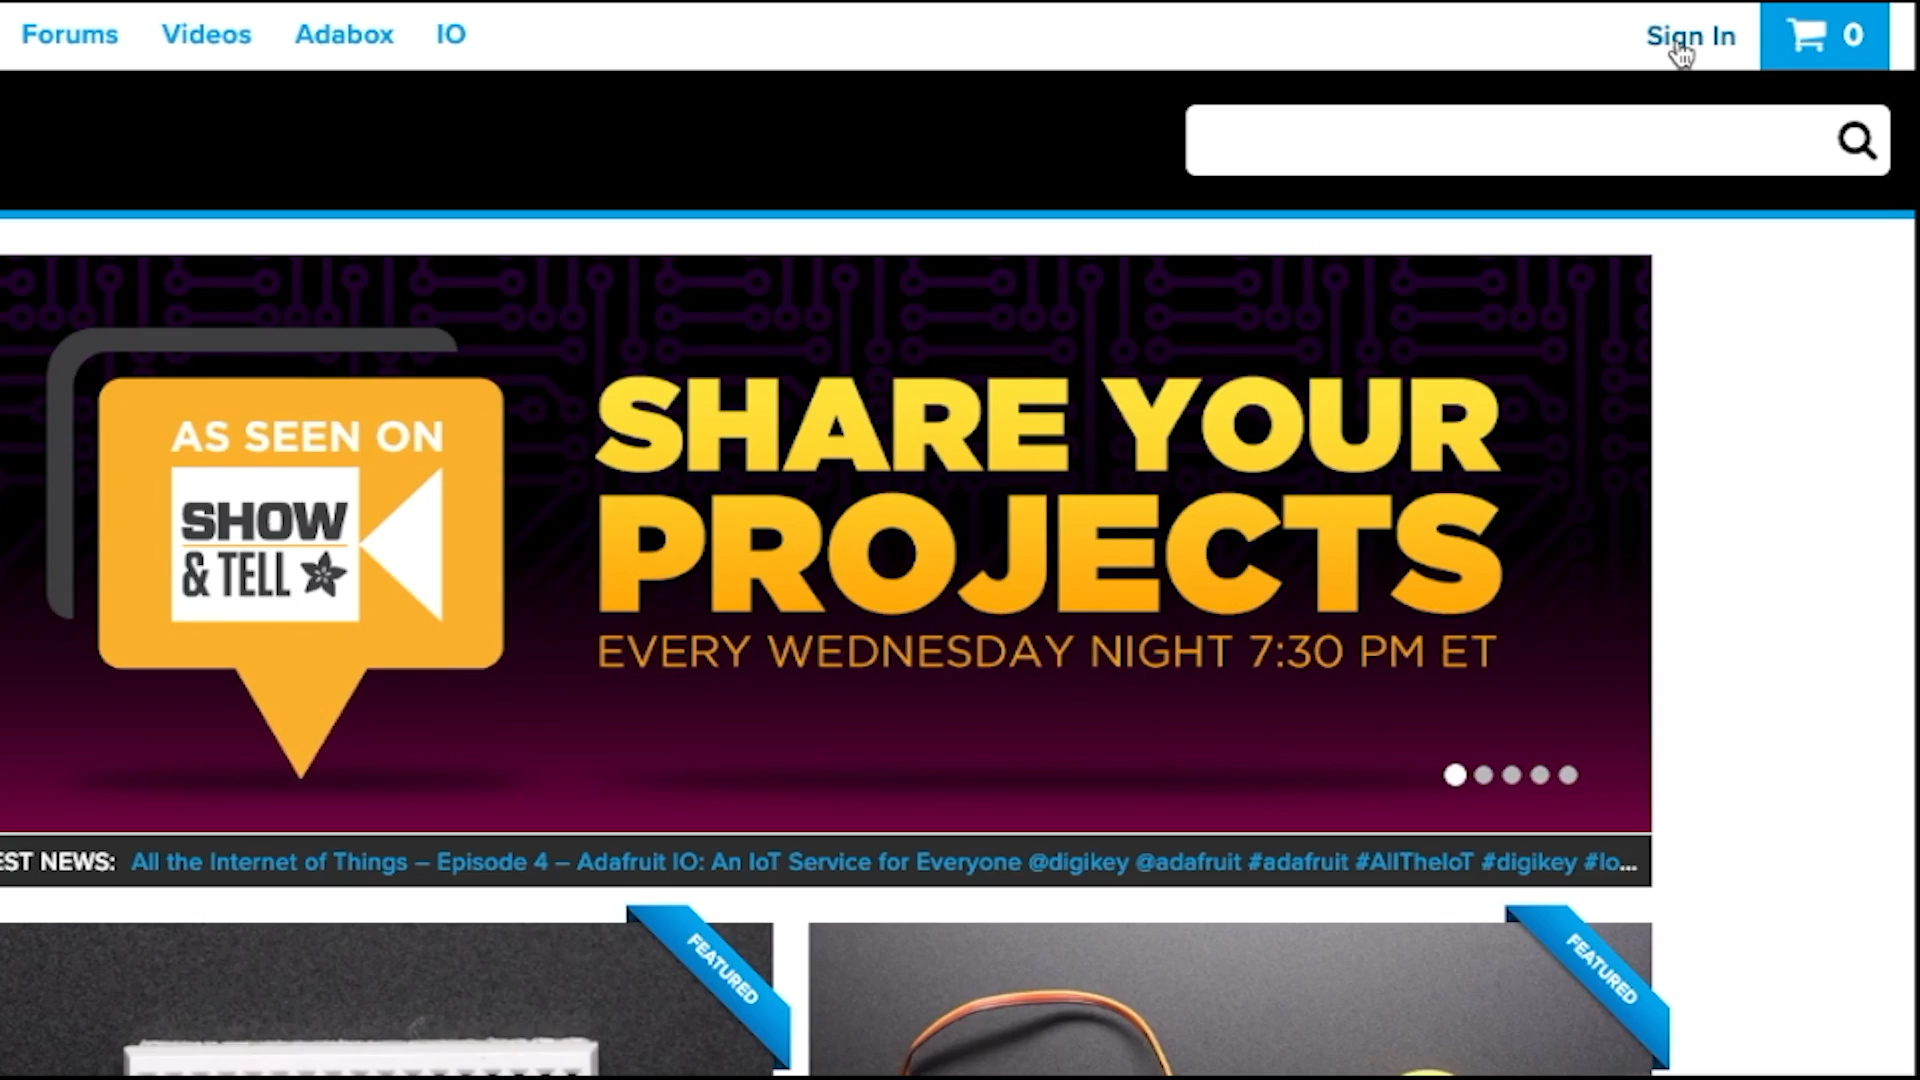 Forums Videos Adabox IO Sign In 0
AS SEEN ON
SHOW
& TELL
SHARE YOUR
PROJECTS
EVERY WEDNESDAY NIGHT 7:30 PM ET
EST NEWS: All the Internet of Things – Episode 4 – Adafruit IO: An IoT Service for Everyone @digikey @adafruit #adafruit #AllTheIoT #digikey #Io...
FEATURED
FEATURED